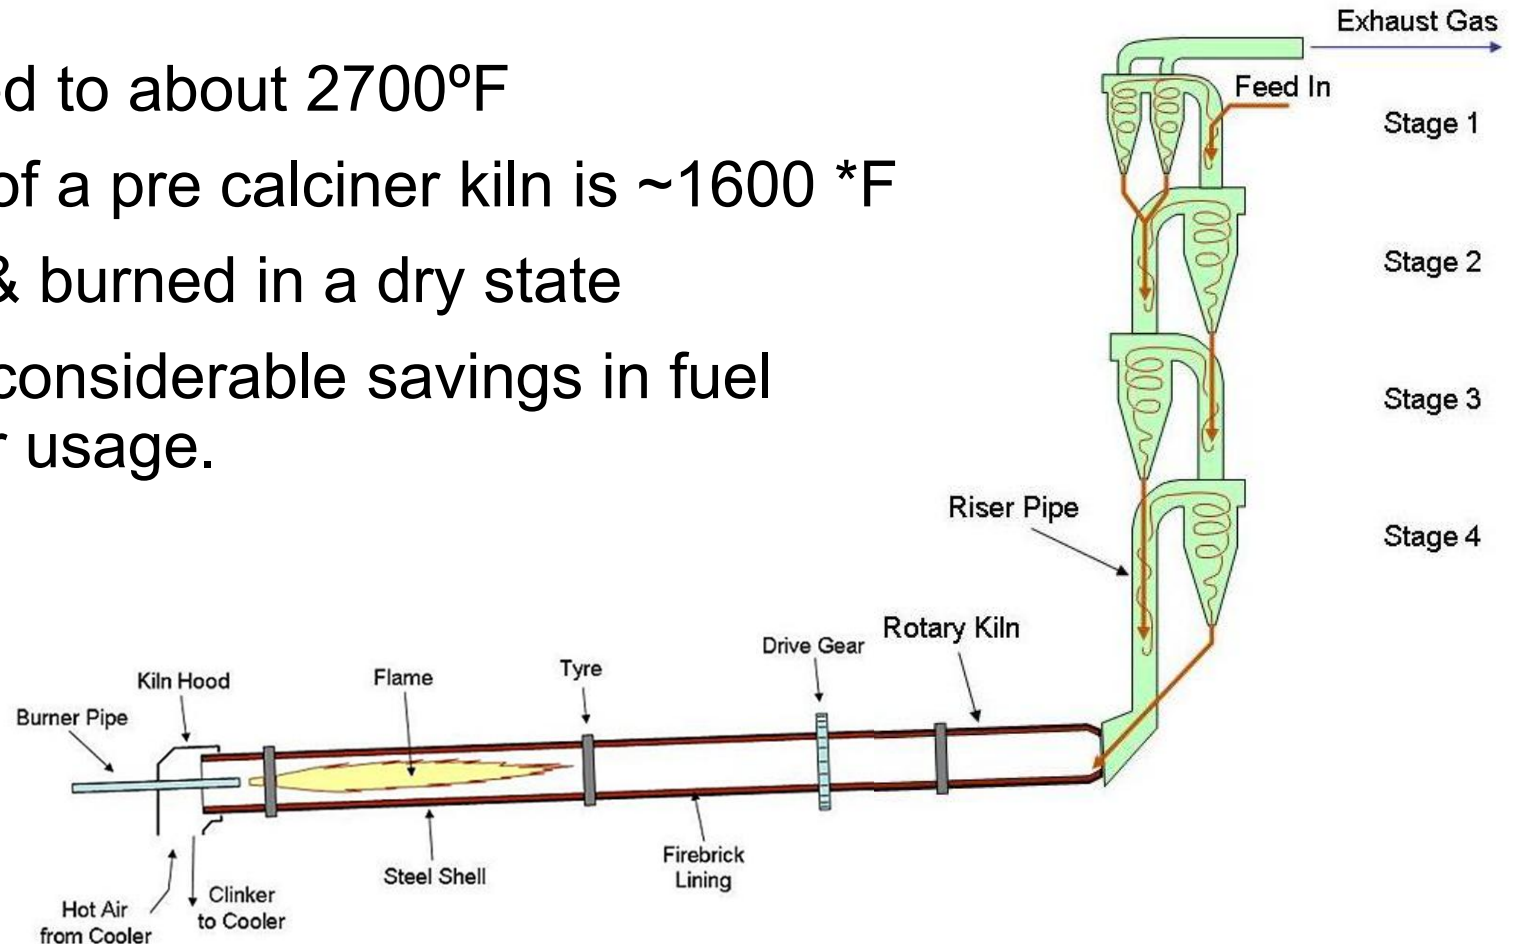 d to about 2700ºF
of a pre calciner kiln is ~1600 *F
& burned in a dry state
considerable savings in fuel
usage.
Exhaust Gas
Feed In
Stage 1
Stage 2
Stage 3
Riser Pipe
Stage 4
Rotary Kiln
Drive Gear
Tyre
Flame
Kiln Hood
Burner Pipe
Firebrick
Lining
Steel Shell
Clinker
to Cooler
Hot Air
from Cooler